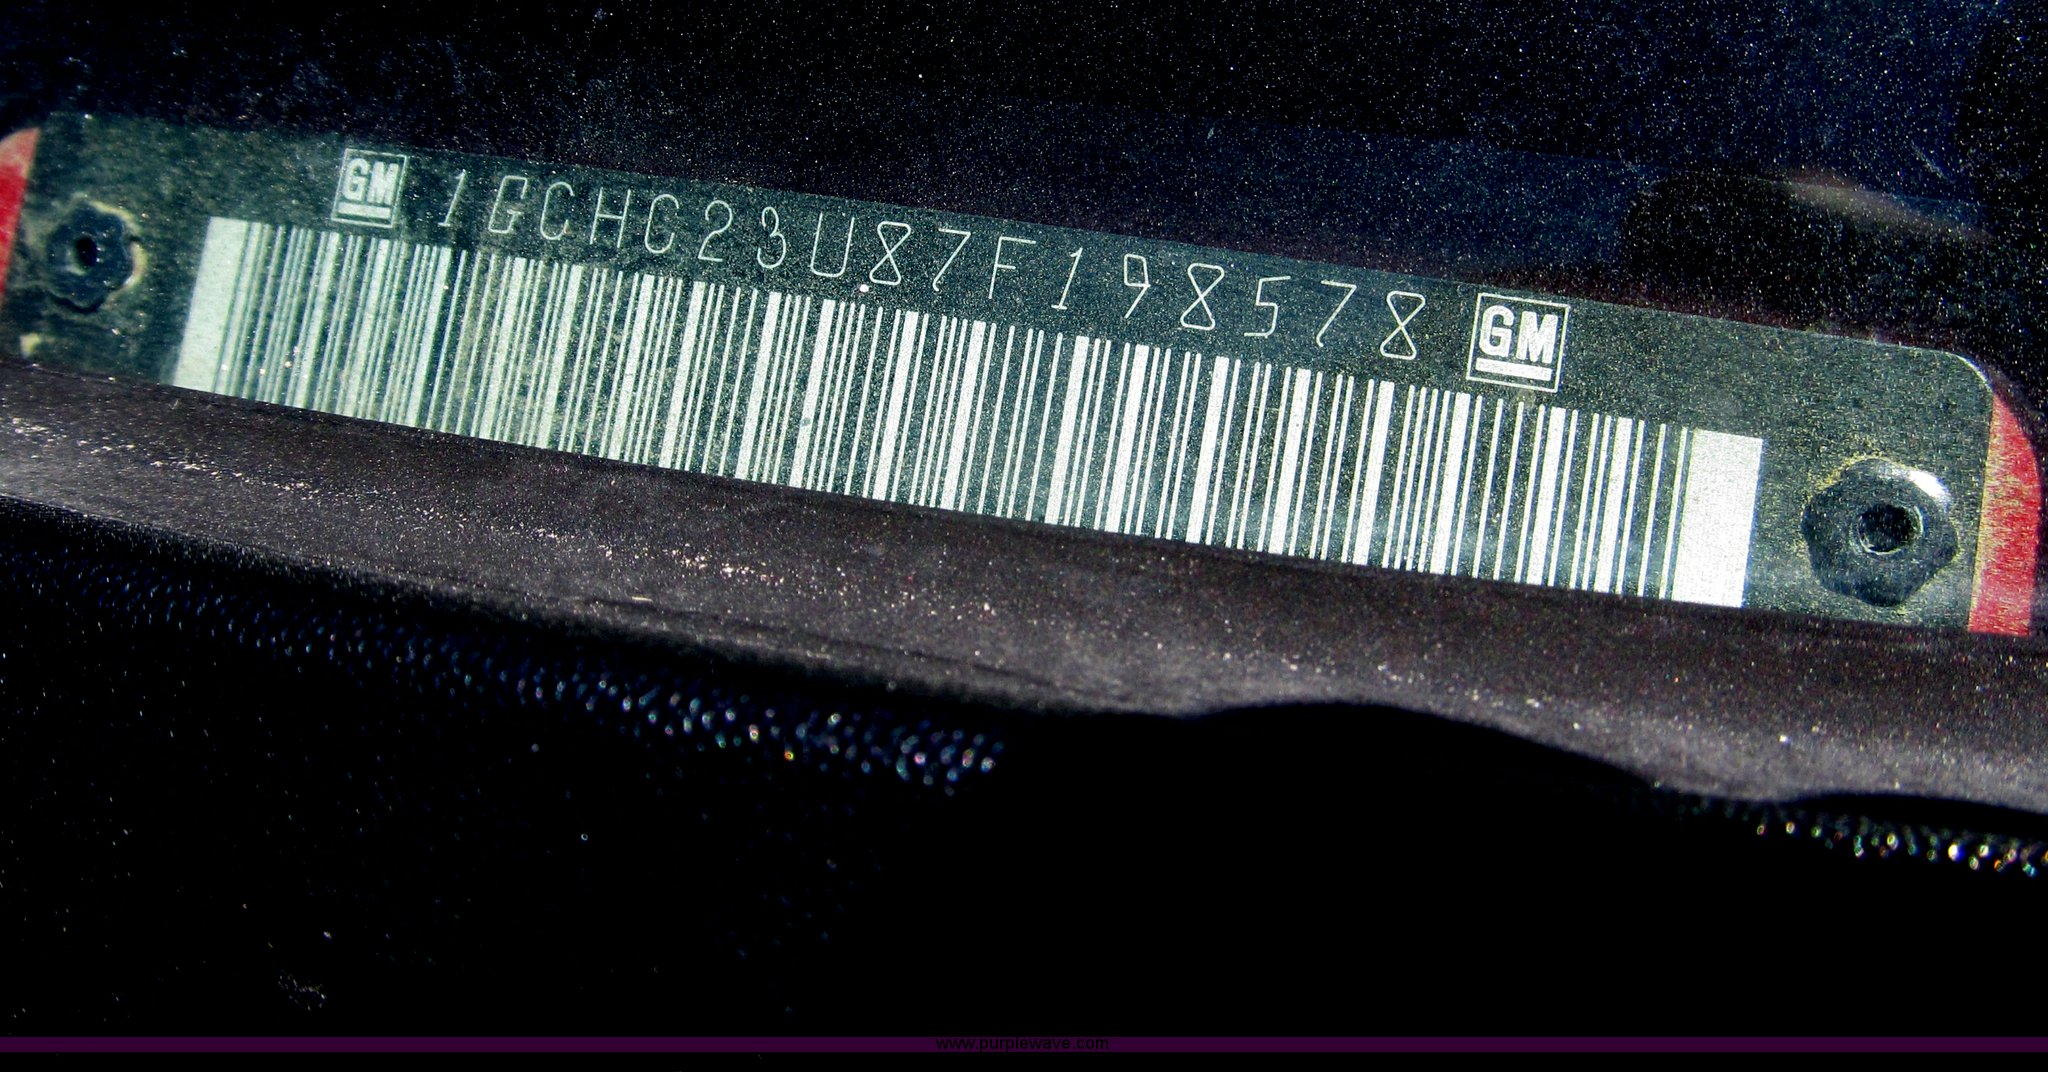 GM 1GCHC23U87F198578 GM
www.purplewave.com